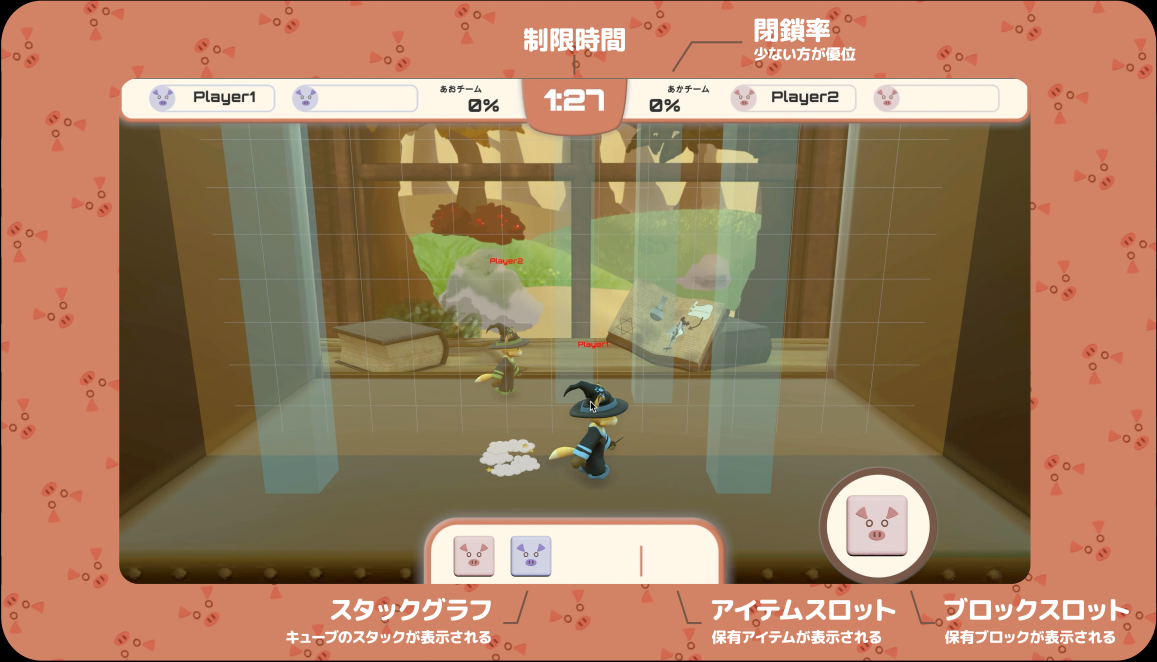 制限時間
閉鎖率
少ない方が優位
Player1
あおチーム
0%
1:27
あかチーム
0%
Player2
Player2
Player1
スタックグラフ
キューブのスタックが表示される
アイテムスロット
保有アイテムが表示される
ブロックスロット
保有ブロックが表示される